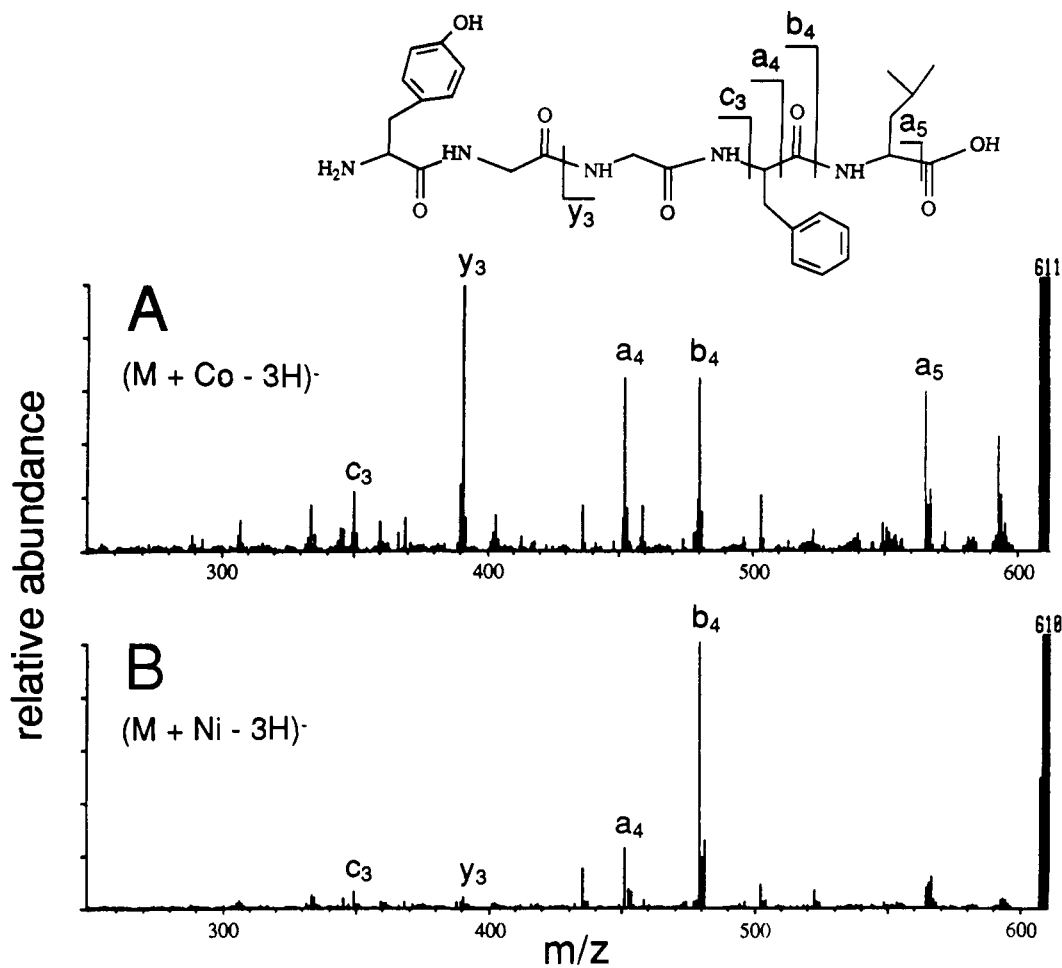 OH
b4
a4
c3
a5
O
O
OH
HN
NH
NH
NH
H2N
O
O
O
y3
A
(M + Co - 3H)-
y3
a4
b4
a5
c3
611
300
400
500
600
B
(M + Ni - 3H)-
b4
a4
c3
y3
610
300
400
500
600
m/z
relative abundance